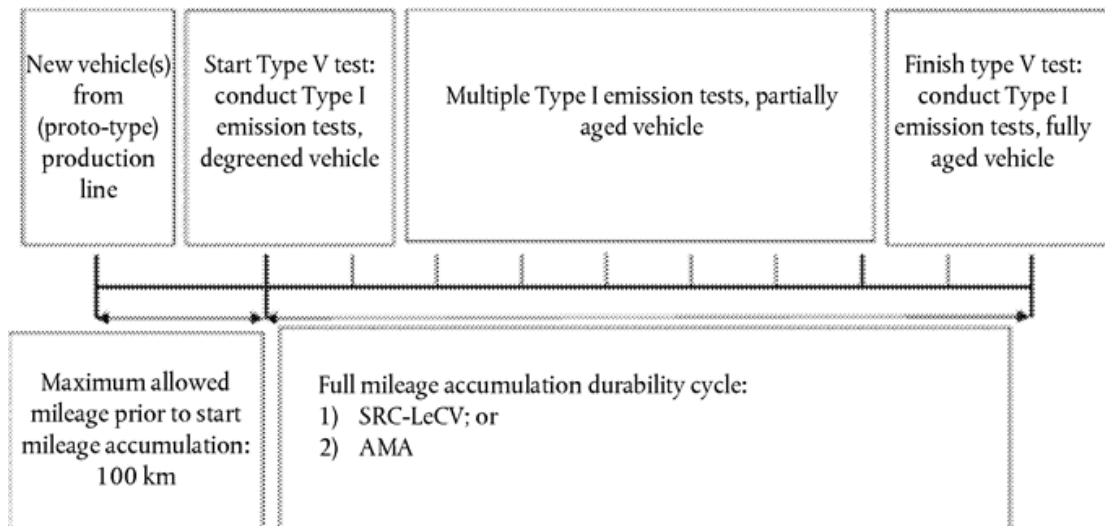 New vehicle(s)
from
(proto-type)
production
line
Start Type V test:
conduct Type I
emission tests,
degreened vehicle
Multiple Type I emission tests, partially
aged vehicle
Finish type V test:
conduct Type I
emission tests, fully
aged vehicle
Maximum allowed
mileage prior to start
mileage accumulation:
100 km
Full mileage accumulation durability cycle:
1) SRC-LeCV; or
2) AMA